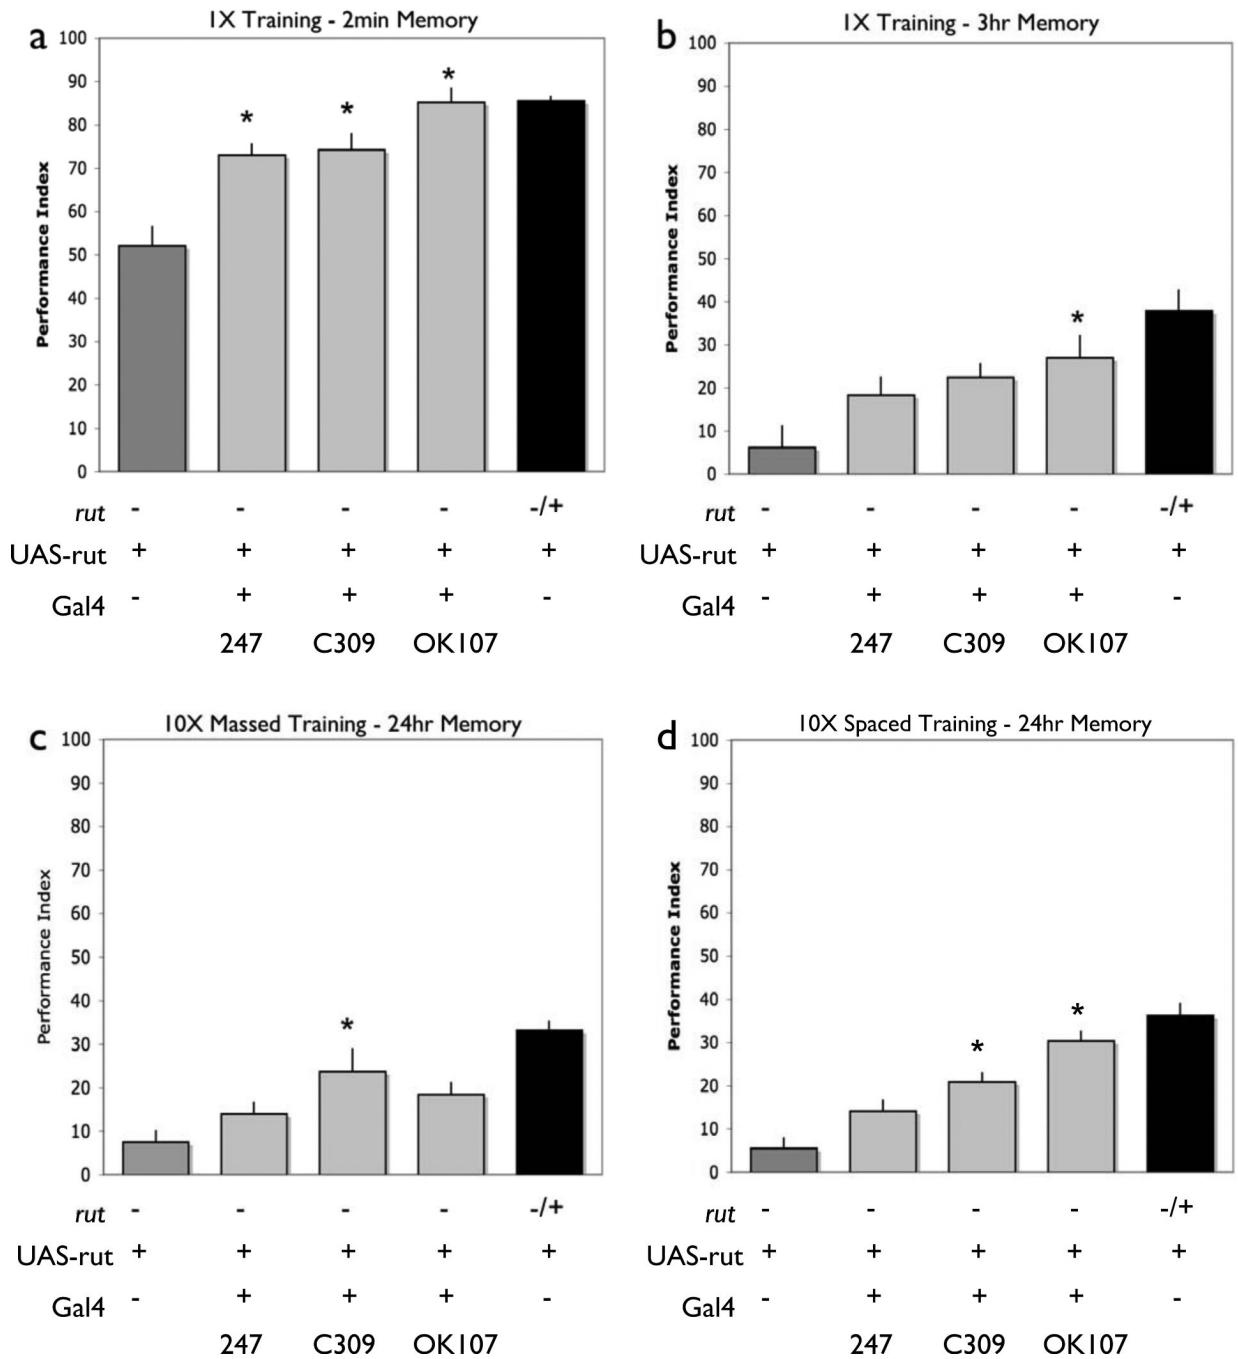 a
1X Training - 2min Memory
100
90
80
70
60
50
40
30
20
10
0
Performance Index
*
*
*
rut - - - - -/+
UAS-rut + + + + +
Gal4 - + + + -
247 C309 OK107
b
1X Training - 3hr Memory
100
90
80
70
60
50
40
30
20
10
0
Performance Index
*
rut - - - - -/+
UAS-rut + + + + +
Gal4 - + + + -
247 C309 OK107
c
10X Massed Training - 24hr Memory
100
90
80
70
60
50
40
30
20
10
0
Performance Index
*
rut - - - - -/+
UAS-rut + + + + +
Gal4 - + + + -
247 C309 OK107
d
10X Spaced Training - 24hr Memory
100
90
80
70
60
50
40
30
20
10
0
Performance Index
*
*
rut - - - - -/+
UAS-rut + + + + +
Gal4 - + + + -
247 C309 OK107